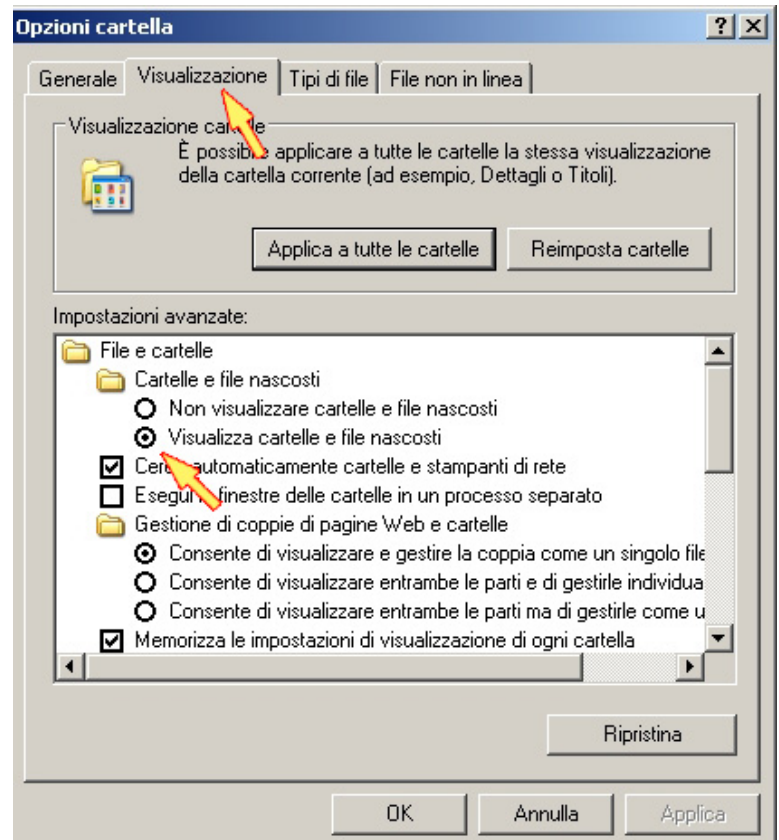 Opzioni cartella
Generale Visualizzazione Tipi di file File non in linea
Visualizzazione cartelle
È possibile applicare a tutte le cartelle la stessa visualizzazione
della cartella corrente (ad esempio, Dettagli o Titoli).
Applica a tutte le cartelle Reimposta cartelle
Impostazioni avanzate:
File e cartelle
Cartelle e file nascosti
Non visualizzare cartelle e file nascosti
Visualizza cartelle e file nascosti
Cerca automaticamente cartelle e stampanti di rete
Esegui le finestre delle cartelle in un processo separato
Gestione di coppie di pagine Web e cartelle
Consente di visualizzare e gestire la coppia come un singolo file
Consente di visualizzare entrambe le parti e di gestirle individua
Consente di visualizzare entrambe le parti ma di gestirle come u
Memorizza le impostazioni di visualizzazione di ogni cartella
Ripristina
OK Annulla Applica